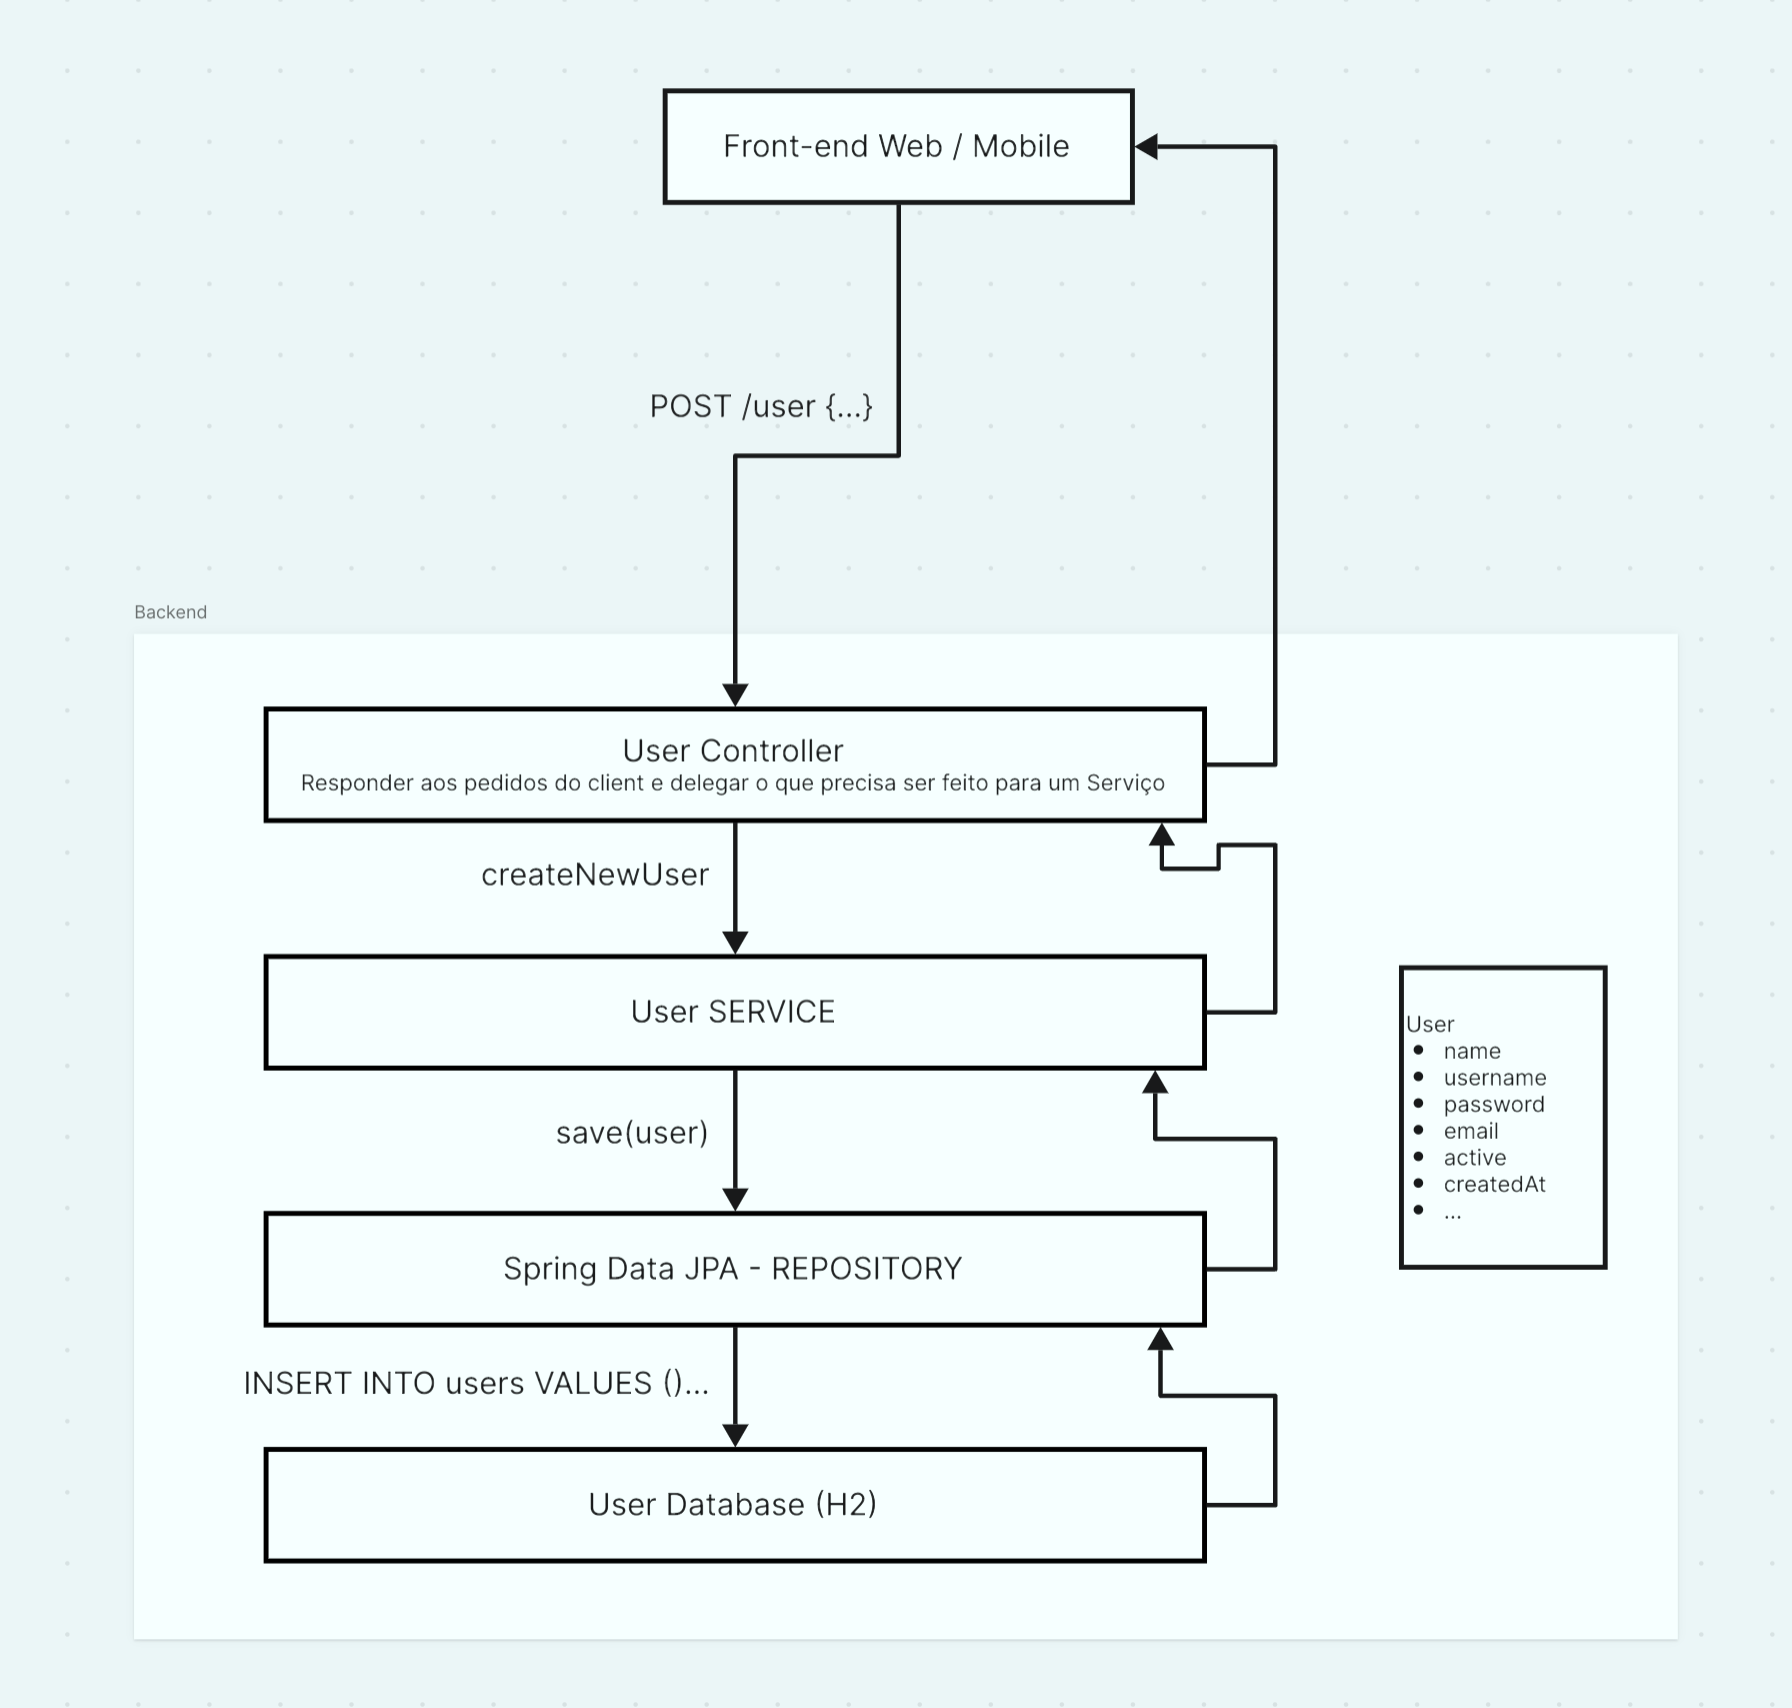 Front-end Web / Mobile
POST /user {...}
Backend
User Controller
Responder aos pedidos do client e delegar o que precisa ser feito para um Serviço
createNewUser
User SERVICE
save(user)
Spring Data JPA - REPOSITORY
INSERT INTO users VALUES ()...
User Database (H2)
User
• name
• username
• password
• email
• active
• createdAt
• ...